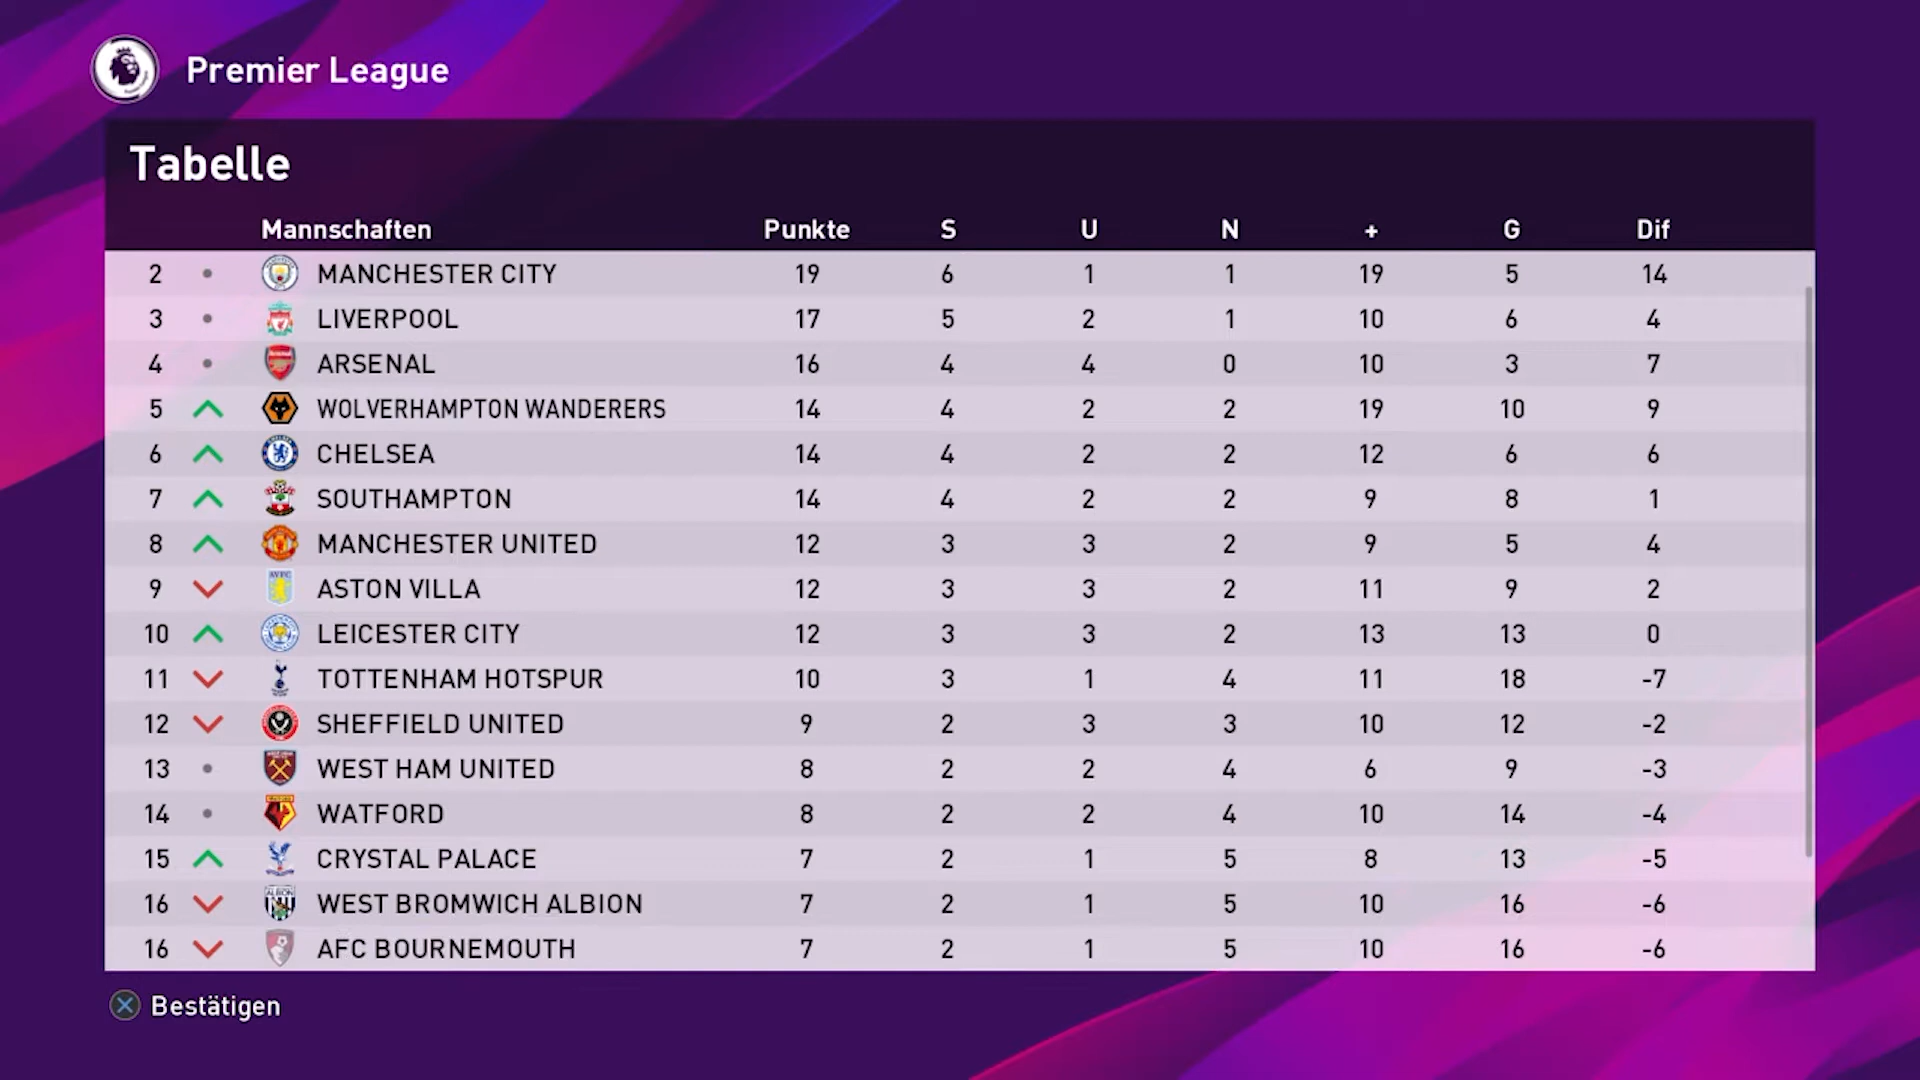 Premier League
Tabelle
Mannschaften Punkte S U N + G Dif
2 MANCHESTER CITY 19 6 1 1 19 5 14
3 LIVERPOOL 17 5 2 1 10 6 4
4 ARSENAL 16 4 4 0 10 3 7
5 WOLVERHAMPTON WANDERERS 14 4 2 2 19 10 9
6 CHELSEA 14 4 2 2 12 6 6
7 SOUTHAMPTON 14 4 2 2 9 8 1
8 MANCHESTER UNITED 12 3 3 2 9 5 4
9 ASTON VILLA 12 3 3 2 11 9 2
10 LEICESTER CITY 12 3 3 2 13 13 0
11 TOTTENHAM HOTSPUR 10 3 1 4 11 18 -7
12 SHEFFIELD UNITED 9 2 3 3 10 12 -2
13 WEST HAM UNITED 8 2 2 4 6 9 -3
14 WATFORD 8 2 2 4 10 14 -4
15 CRYSTAL PALACE 7 2 1 5 8 13 -5
16 WEST BROMWICH ALBION 7 2 1 5 10 16 -6
16 AFC BOURNEMOUTH 7 2 1 5 10 16 -6
Bestätigen